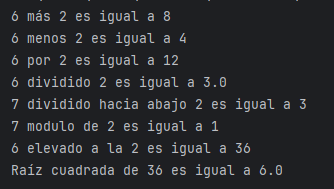 6 más 2 es igual a 8
6 menos 2 es igual a 4
6 por 2 es igual a 12
6 dividido 2 es igual a 3.0
7 dividido hacia abajo 2 es igual a 3
7 modulo de 2 es igual a 1
6 elevado a la 2 es igual a 36
Raíz cuadrada de 36 es igual a 6.0